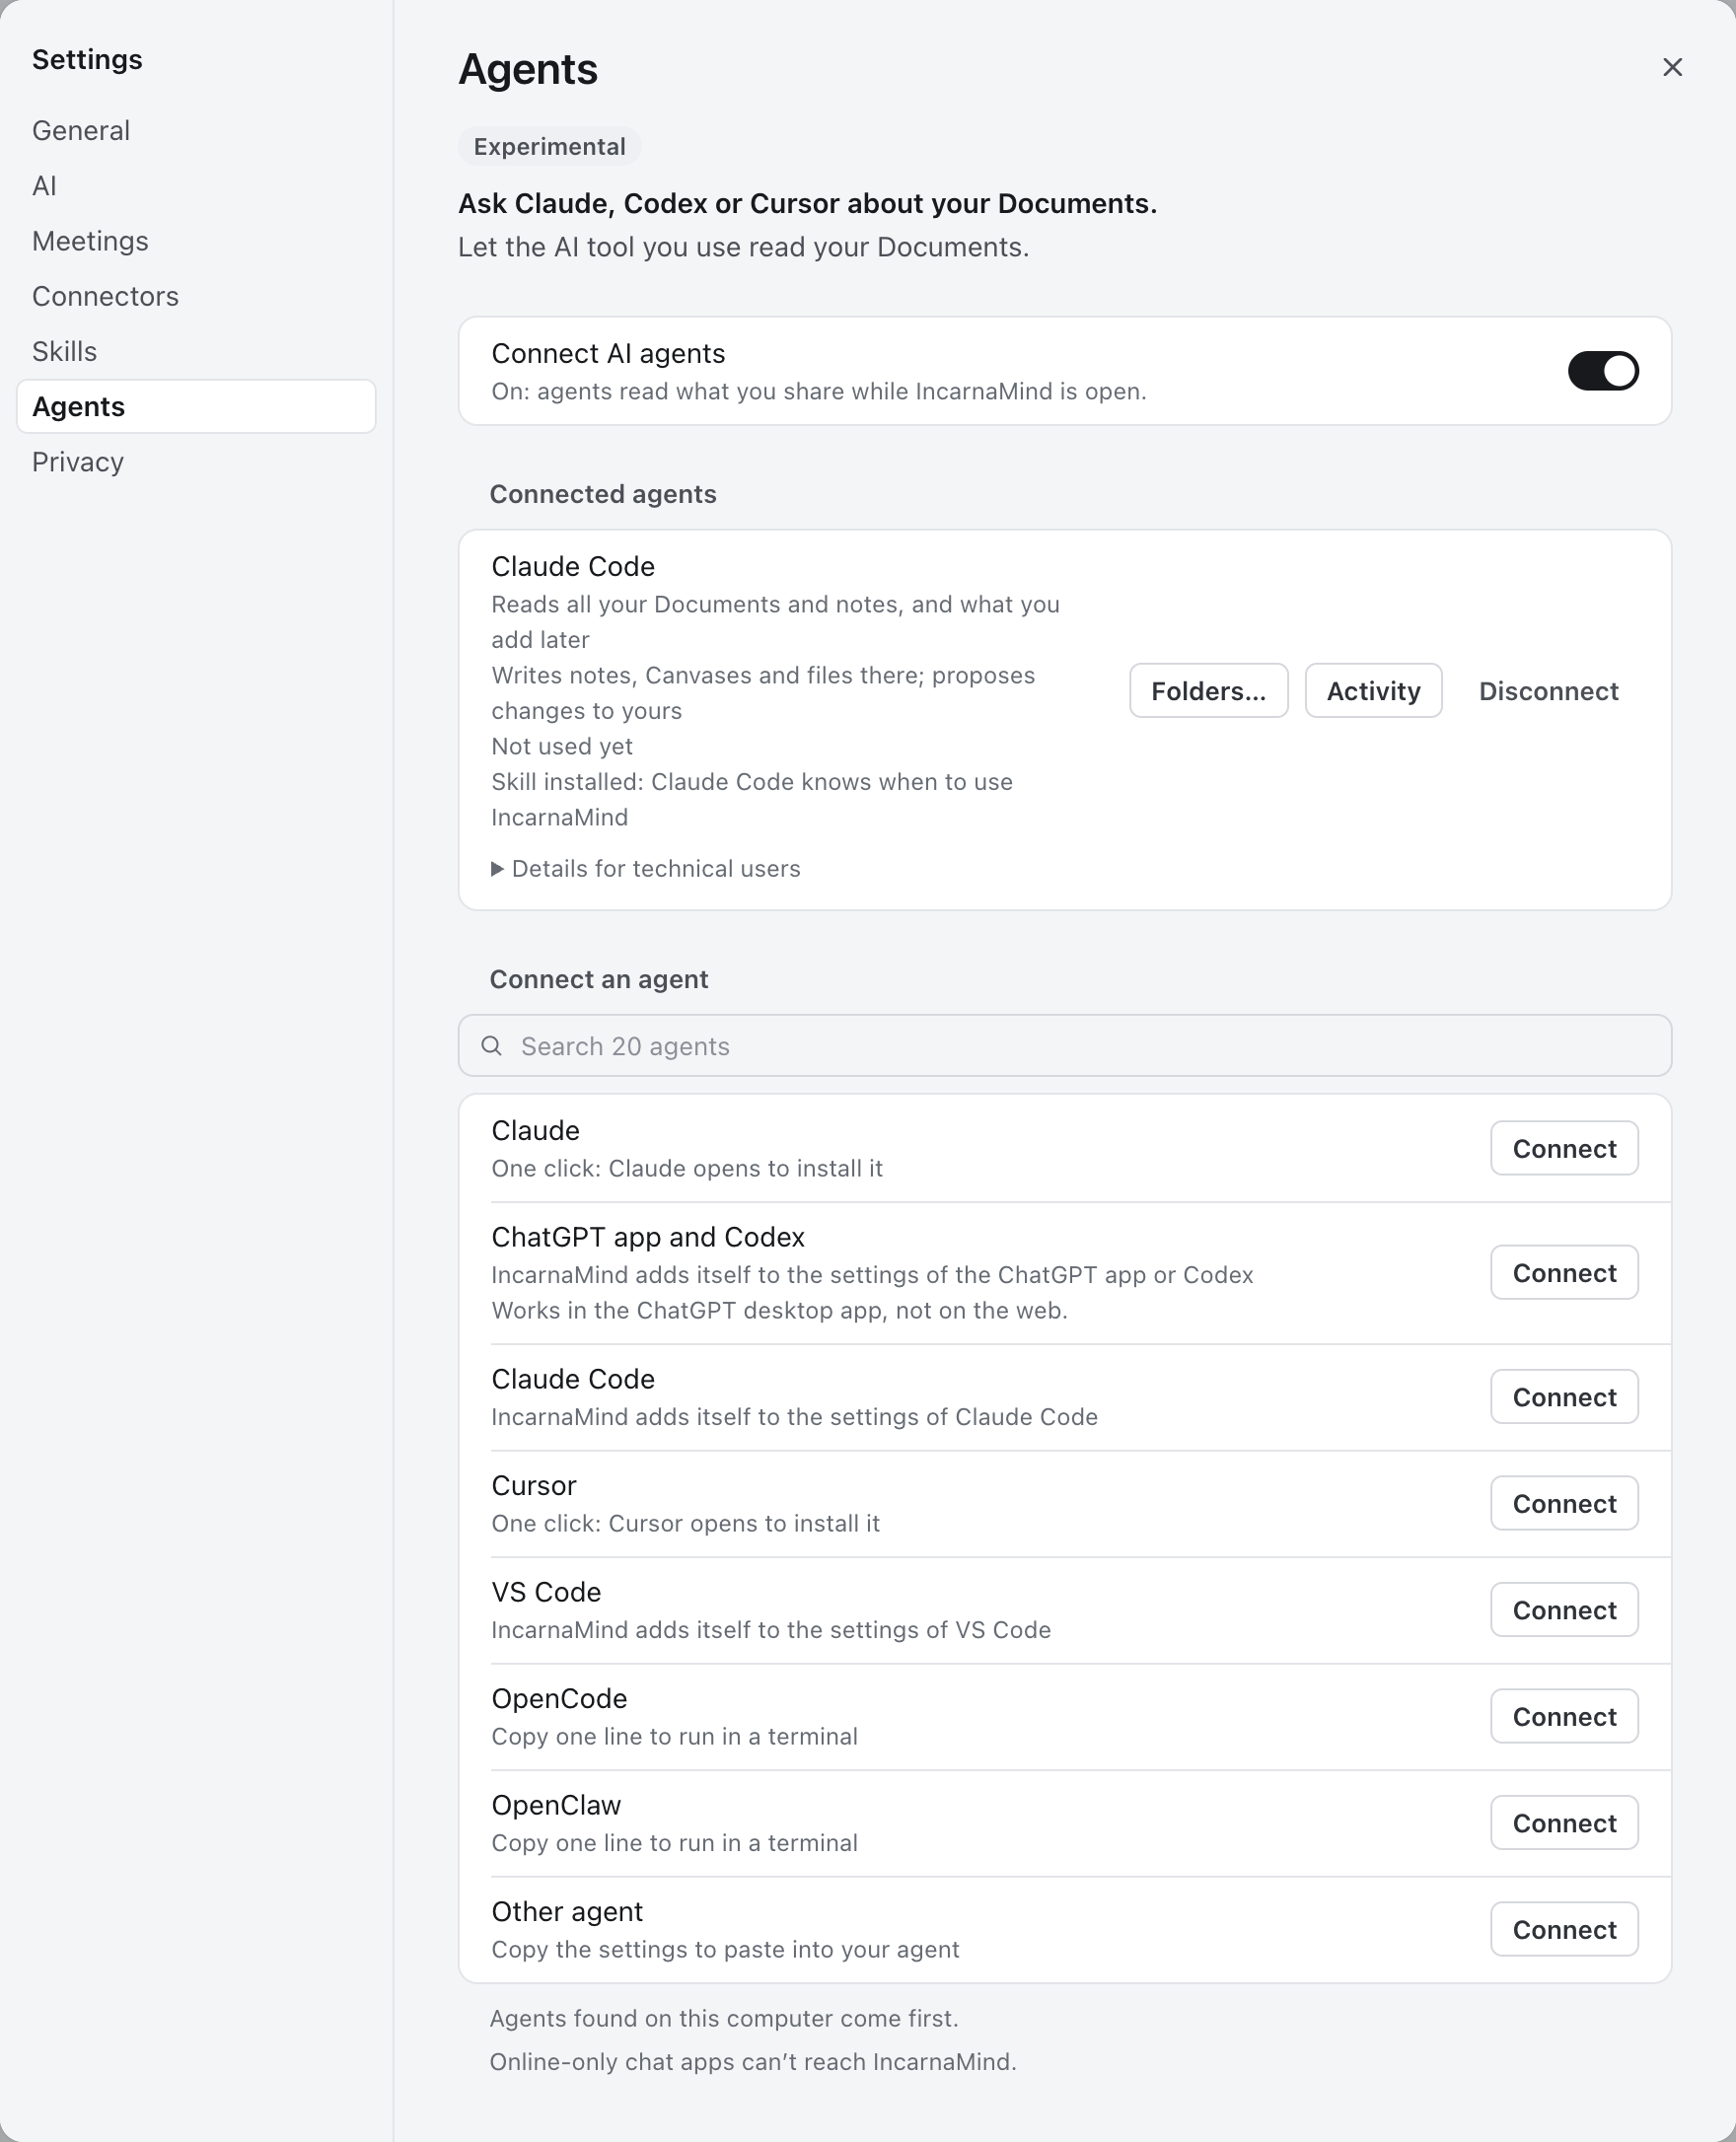 Settings
General
AI
Meetings
Connectors
Skills
Agents
Privacy
Agents
Experimental
Ask Claude, Codex or Cursor about your Documents.
Let the AI tool you use read your Documents.
Connect AI agents
On: agents read what you share while IncarnaMind is open.
Connected agents
Claude Code
Reads all your Documents and notes, and what you
add later
Writes notes, Canvases and files there; proposes
changes to yours
Not used yet
Skill installed: Claude Code knows when to use
IncarnaMind
Details for technical users
Folders...
Activity
Disconnect
Connect an agent
Search 20 agents
Claude
One click: Claude opens to install it
Connect
ChatGPT app and Codex
IncarnaMind adds itself to the settings of the ChatGPT app or Codex
Works in the ChatGPT desktop app, not on the web.
Connect
Claude Code
IncarnaMind adds itself to the settings of Claude Code
Connect
Cursor
One click: Cursor opens to install it
Connect
VS Code
IncarnaMind adds itself to the settings of VS Code
Connect
OpenCode
Copy one line to run in a terminal
Connect
OpenClaw
Copy one line to run in a terminal
Connect
Other agent
Copy the settings to paste into your agent
Connect
Agents found on this computer come first.
Online-only chat apps can’t reach IncarnaMind.